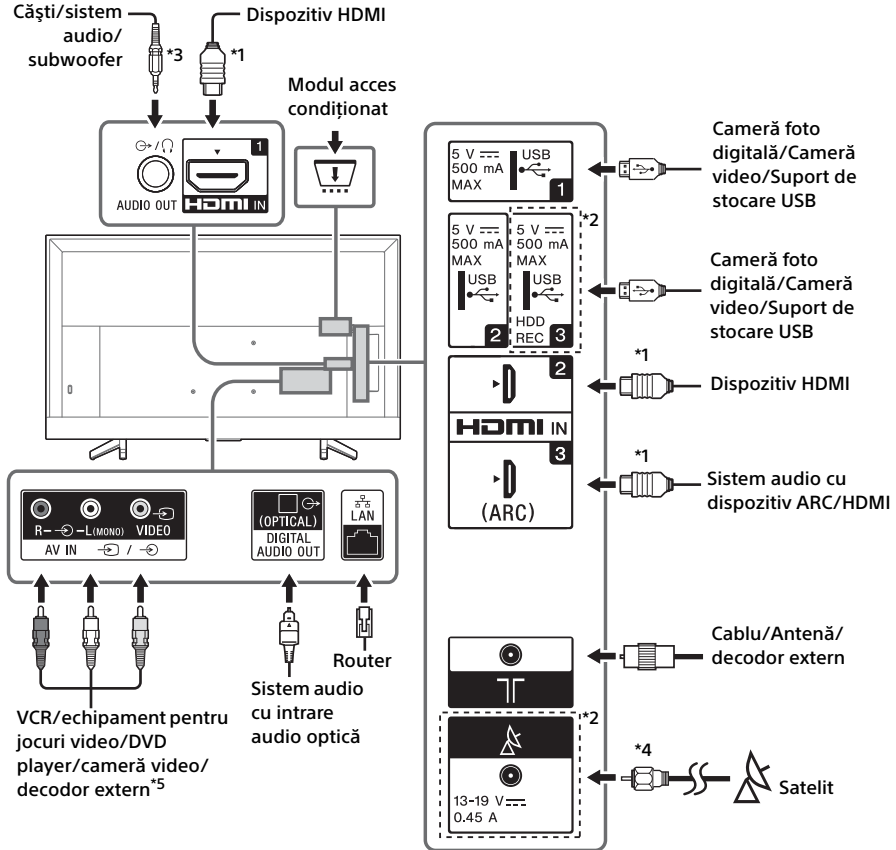 Căşti/sistem
audio/
subwoofer
*3
Dispozitiv HDMI
*1
Modul acces
condiționat
1
AUDIO OUT
HDMI IN
5 V
500 mA
MAX
USB
1
Cameră foto
digitală/Cameră
video/Suport de
stocare USB
*2
5 V
500 mA
MAX
USB
2
5 V
500 mA
MAX
USB
HDD
REC
3
Cameră foto
digitală/Cameră
video/Suport de
stocare USB
2
HDMI IN
3
(ARC)
*1
Dispozitiv HDMI
*1
Sistem audio cu
dispozitiv ARC/HDMI
R-
-L(MONO)
VIDEO
AV IN
/
(OPTICAL)
DIGITAL
AUDIO OUT
LAN
VCR/echipament pentru
jocuri video/DVD
player/cameră video/
decodor extern*5
Sistem audio
cu intrare
audio optică
Router
Cablu/Antenă/
decodor extern
*2
13-19 V
0.45 A
*4
Satelit